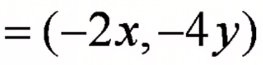 = (−2x, −4y)